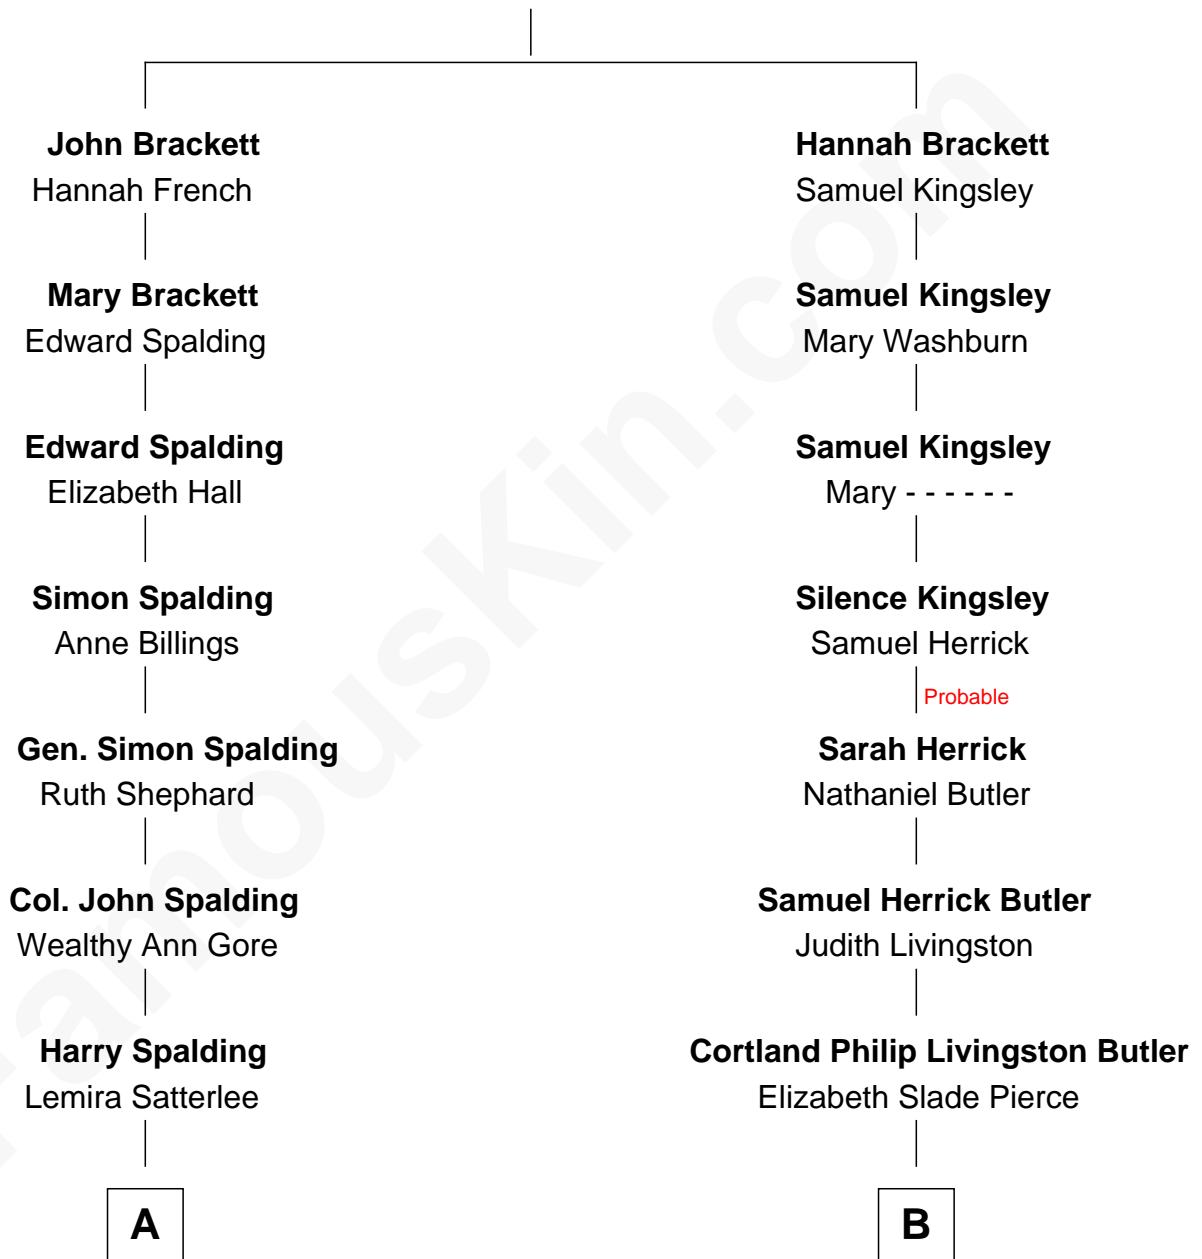 John Brackett
Hannah French
Mary Brackett
Edward Spalding
Edward Spalding
Elizabeth Hall
Simon Spalding
Anne Billings
Gen. Simon Spalding
Ruth Shephard
Col. John Spalding
Wealthy Ann Gore
Harry Spalding
Lemira Satterlee
A
Hannah Brackett
Samuel Kingsley
Samuel Kingsley
Mary Washburn
Samuel Kingsley
Mary - - - - - -
Silence Kingsley
Samuel Herrick
Probable
Sarah Herrick
Nathaniel Butler
Samuel Herrick Butler
Judith Livingston
Cortland Philip Livingston Butler
Elizabeth Slade Pierce
B
FamousKin.com